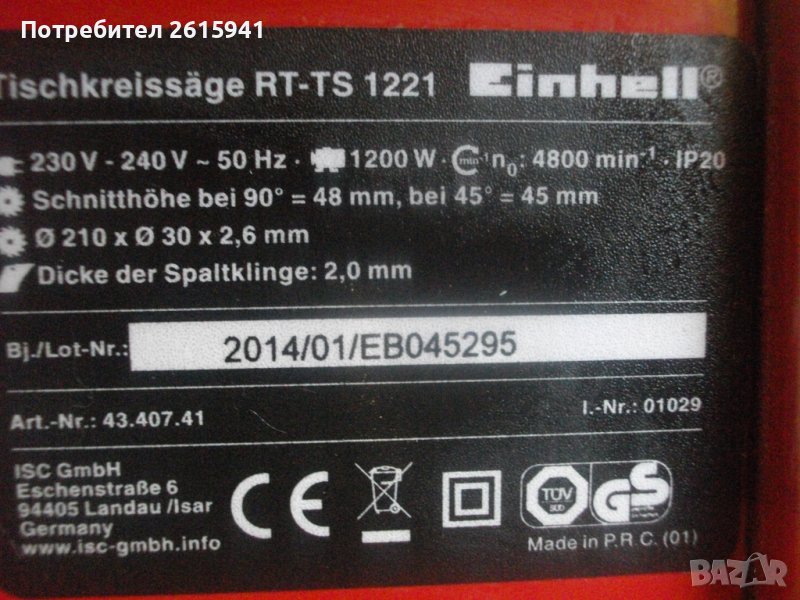 Потребител 2615941
Tischkreissäge RT-TS 1221 Einhell®
230 V - 240 V ~ 50 Hz · 1200 W · min-1 n0: 4800 min-1 · IP20
Schnitthöhe bei 90° = 48 mm, bei 45° = 45 mm
Ø 210 x Ø 30 x 2,6 mm
Dicke der Spaltklinge: 2,0 mm
Bj./Lot-Nr.: 2014/01/EB045295
Art.-Nr.: 43.407.41 I.-Nr.: 01029
ISC GmbH
Eschenstraße 6
94405 Landau /Isar
Germany
www.isc-gmbh.info
CE
TÜV
SÜD
GS
Made in P.R.C. (01)
BAZAR